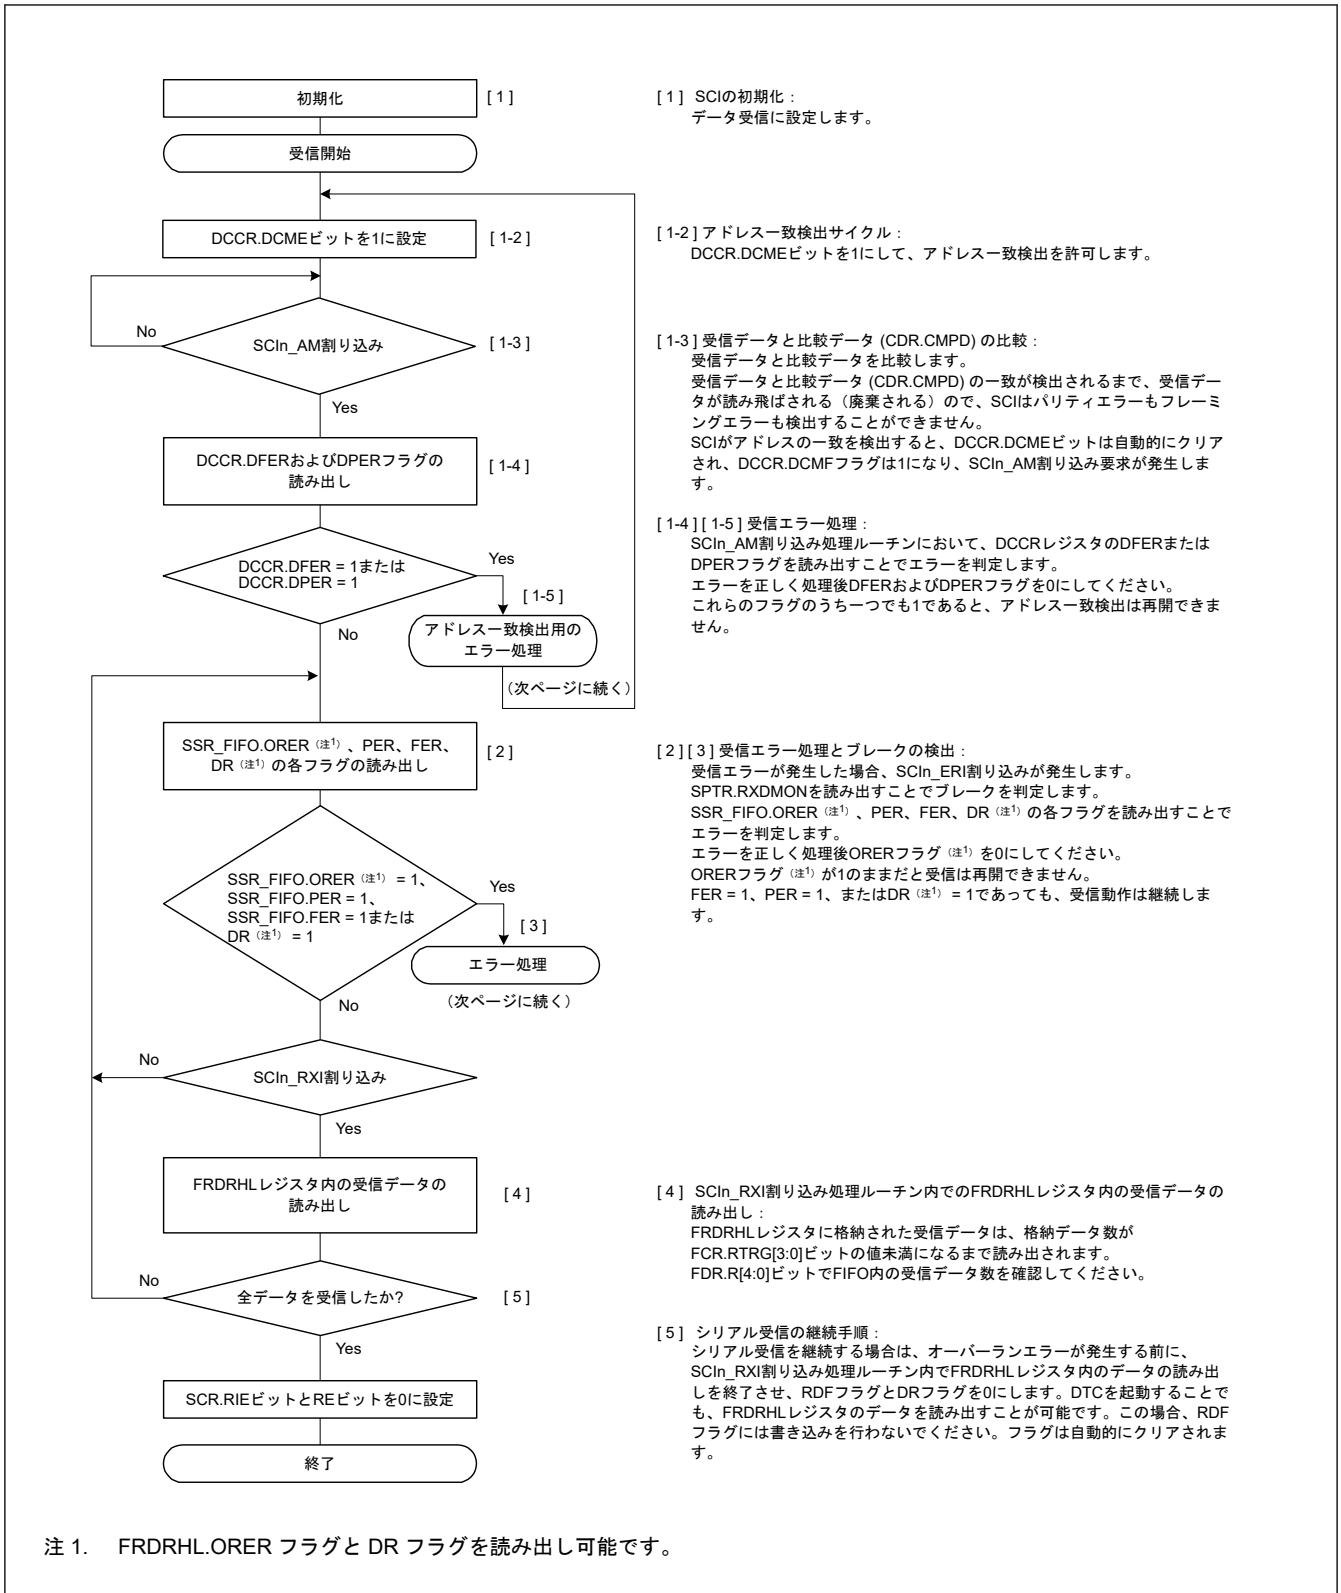 初期化
[ 1 ]
[ 1 ] SCIの初期化：
データ受信に設定します。
受信開始
DCCR.DCMEビットを1に設定
[ 1-2 ]
[ 1-2 ] アドレス一致検出サイクル：
DCCR.DCMEビットを1にして、アドレス一致検出を許可します。
No
SCIn_AM割り込み
[ 1-3 ]
Yes
[ 1-3 ] 受信データと比較データ (CDR.CMPD) の比較：
受信データと比較データを比較します。
受信データと比較データ (CDR.CMPD) の一致が検出されるまで、受信デー
タが読み飛ばされる（廃棄される）ので、SCIはパリティエラーもフレーミ
ングエラーも検出することができません。
SCIがアドレスの一致を検出すると、DCCR.DCMEビットは自動的にクリア
され、DCCR.DCMFフラグは1になり、SCIn_AM割り込み要求が発生しま
す。
DCCR.DFERおよびDPERフラグの
読み出し
[ 1-4 ]
[ 1-4 ] [ 1-5 ] 受信エラー処理：
SCIn_AM割り込み処理ルーチンにおいて、DCCRレジスタのDFERまたは
DPERフラグを読み出すことでエラーを判定します。
エラーを正しく処理後DFERおよびDPERフラグを0にしてください。
これらのフラグのうち一つでも1であると、アドレス一致検出は再開できま
せん。
DCCR.DFER = 1または
DCCR.DPER = 1
Yes
[ 1-5 ]
No
アドレス一致検出用の
エラー処理
（次ページに続く）
SSR_FIFO.ORER（注1）、PER、FER、
DR（注1）の各フラグの読み出し
[ 2 ]
[ 2 ] [ 3 ] 受信エラー処理とブレークの検出：
受信エラーが発生した場合、SCIn_ERI割り込みが発生します。
SPTR.RXDMONを読み出すことでブレークを判定します。
SSR_FIFO.ORER（注1）、PER、FER、DR（注1）の各フラグを読み出すことで
エラーを判定します。
エラーを正しく処理後ORERフラグ（注1）を0にしてください。
ORERフラグ（注1）が1のままだと受信は再開できません。
FER = 1、PER = 1、またはDR（注1）= 1であっても、受信動作は継続しま
す。
SSR_FIFO.ORER（注1）= 1、
SSR_FIFO.PER = 1、
SSR_FIFO.FER = 1または
DR（注1）= 1
Yes
[ 3 ]
エラー処理
（次ページに続く）
No
No
SCIn_RXI割り込み
Yes
FRDRHLレジスタ内の受信データの
読み出し
[ 4 ]
[ 4 ] SCIn_RXI割り込み処理ルーチン内でのFRDRHLレジスタ内の受信データの
読み出し：
FRDRHLレジスタに格納された受信データは、格納データ数が
FCR.RTRG[3:0]ビットの値未満になるまで読み出されます。
FDR.R[4:0]ビットでFIFO内の受信データ数を確認してください。
No
全データを受信したか?
[ 5 ]
Yes
[ 5 ] シリアル受信の継続手順：
シリアル受信を継続する場合は、オーバーランエラーが発生する前に、
SCIn_RXI割り込み処理ルーチン内でFRDRHLレジスタ内のデータの読み出
しを終了させ、RDFフラグとDRフラグを0にします。DTCを起動することで
も、FRDRHLレジスタのデータを読み出すことが可能です。この場合、RDF
フラグには書き込みを行わないでください。フラグは自動的にクリアされま
す。
SCR.RIEビットとREビットを0に設定
終了
注 1. FRDRHL.ORER フラグと DR フラグを読み出し可能です。